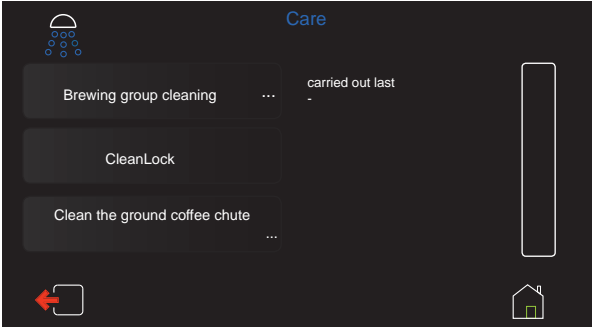 Care
Brewing group cleaning ...
carried out last
-
CleanLock
Clean the ground coffee chute
...